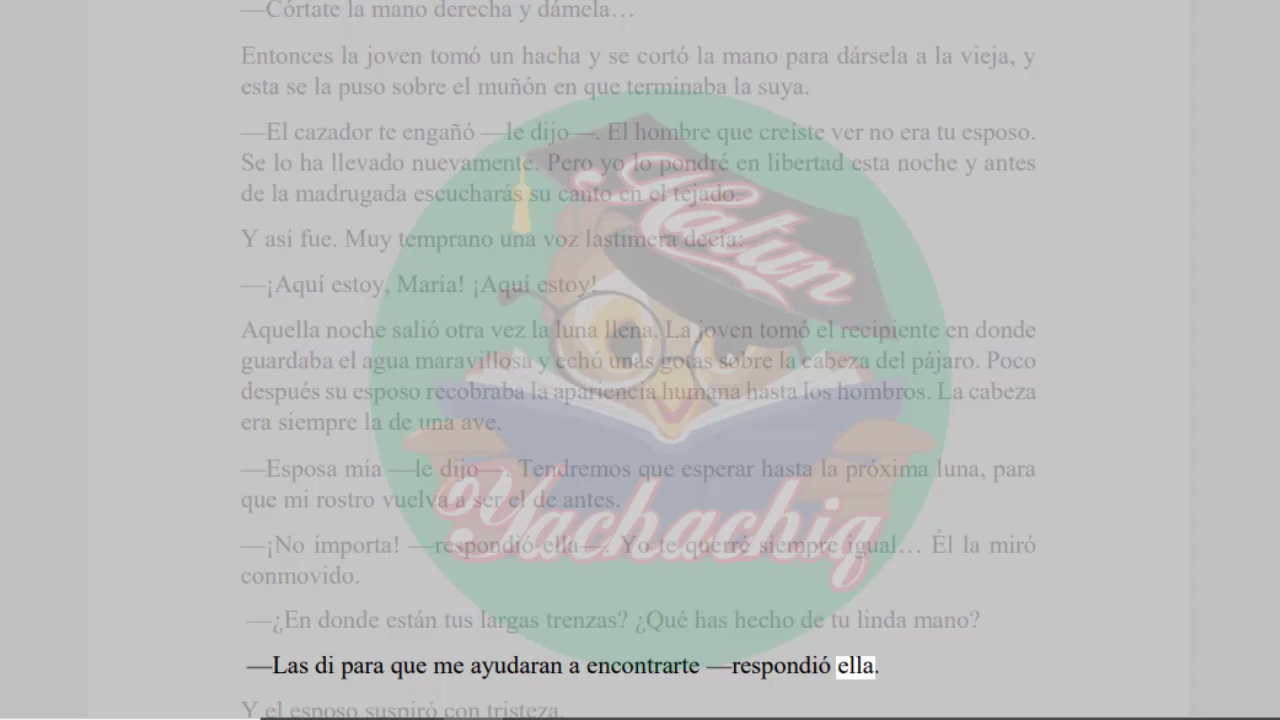 —Córtate la mano derecha y dámela…
Entonces la joven tomó un hacha y se cortó la mano para dársela a la vieja, y
esta se la puso sobre el muñón en que terminaba la suya.
—El cazador te engañó —le dijo—. El hombre que creíste ver no era tu esposo.
Se lo ha llevado nuevamente. Pero yo lo pondré en libertad esta noche y antes
de la madrugada escucharás su canto en el tejado.
Y así fue. Muy temprano una voz lastimera decía:
—¡Aquí estoy, Maria! ¡Aquí estoy!
Aquella noche salió otra vez la luna llena. La joven tomó el recipiente en donde
guardaba el agua maravillosa y echó unas gotas sobre la cabeza del pájaro. Poco
después su esposo recobraba la apariencia humana hasta los hombros. La cabeza
era siempre la de una ave.
—Esposa mía —le dijo— Tendremos que esperar hasta la próxima luna, para
que mi rostro vuelva a ser el de antes.
—¡No importa! —respondió ella—. Yo te querré siempre igual… Él la miró
conmovido.
—¿En donde están tus largas trenzas? ¿Qué has hecho de tu linda mano?
—Las di para que me ayudaran a encontrarte —respondió ella.
Y el esposo suspiró con tristeza.
Hatun
Yachachiq